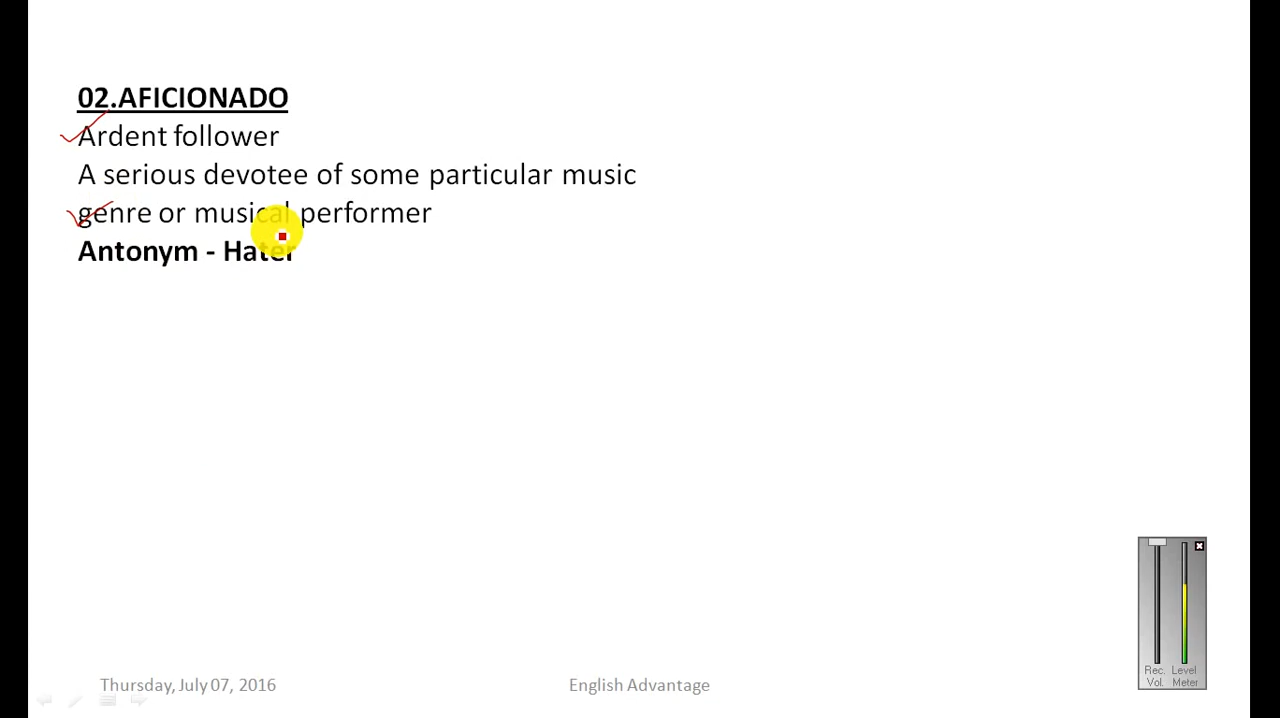 02.AFICIONADO
Ardent follower
A serious devotee of some particular music
genre or musical performer
Antonym - Hater
Rec. Level
Vol. Meter
Thursday, July 07, 2016
English Advantage